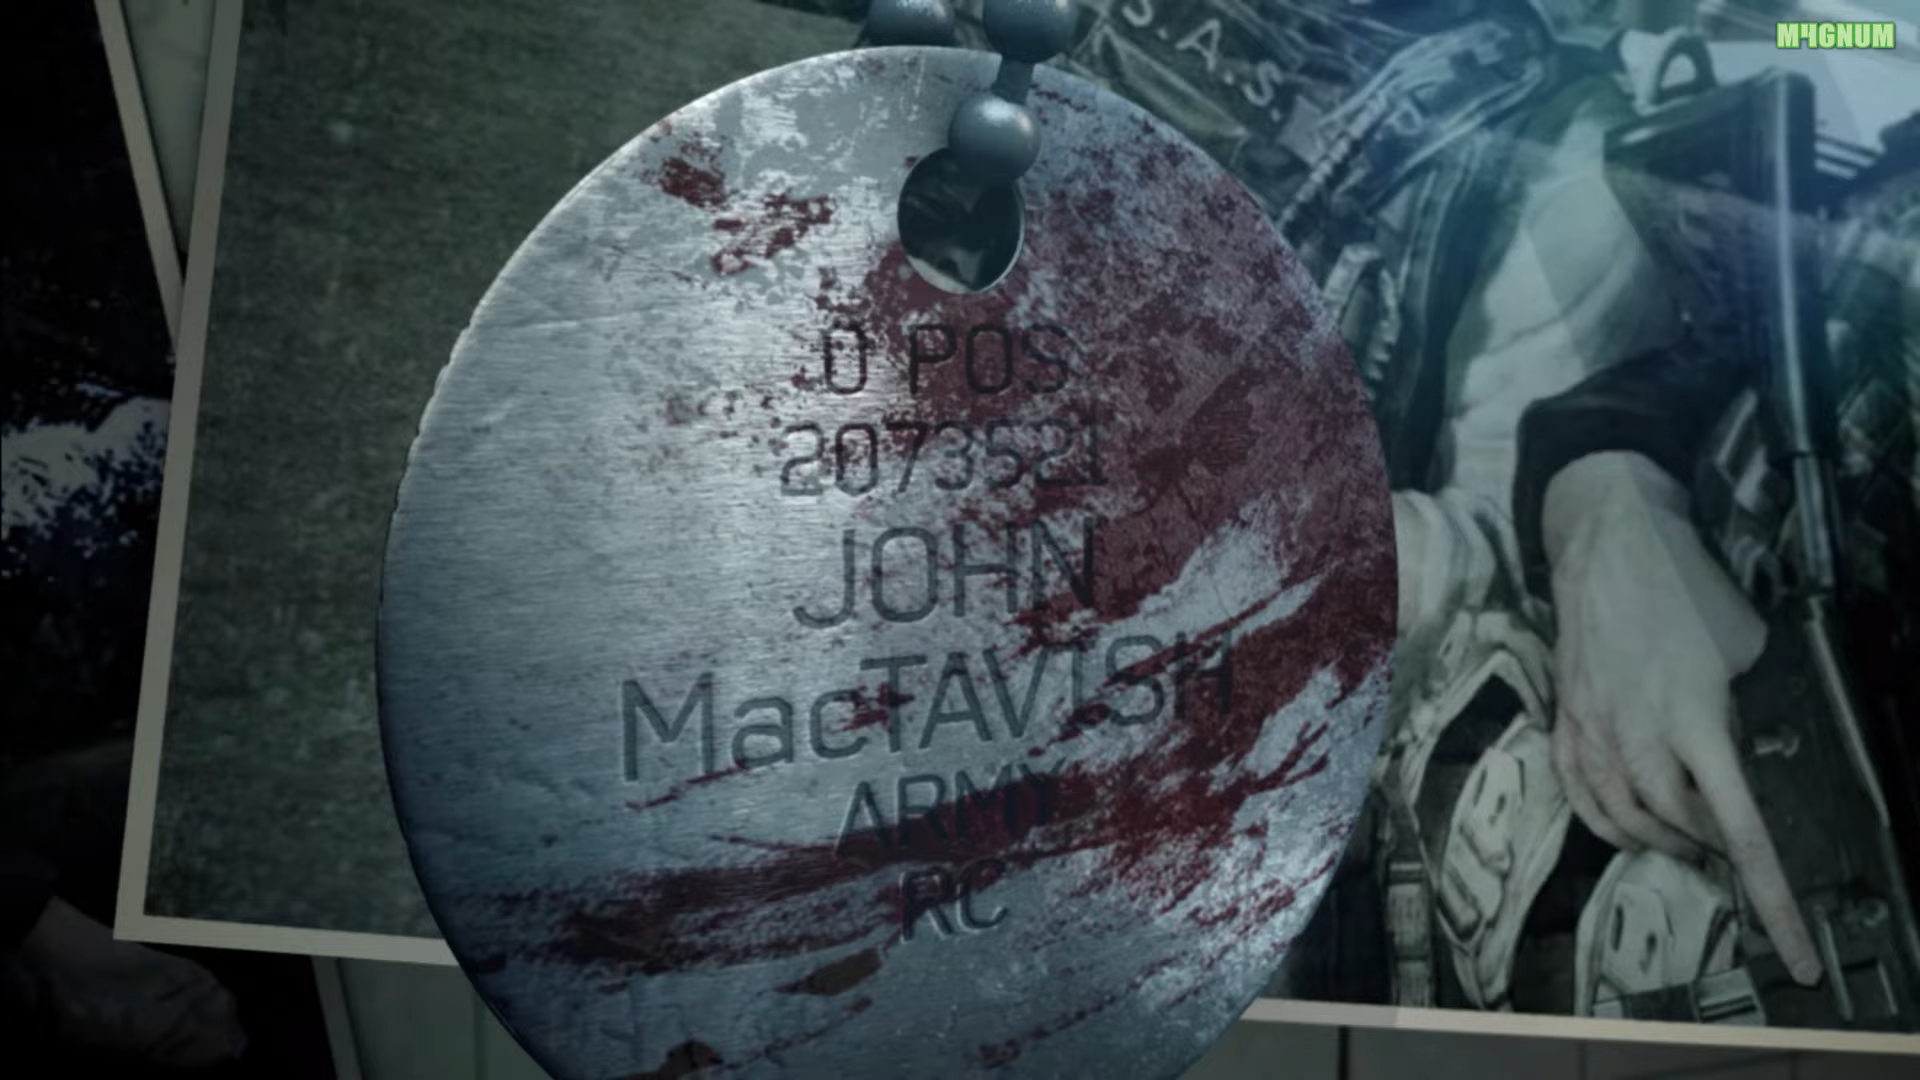 M4GNUM
S.A.S.
O POS
2073521
JOHN
MacTAVISH
ARMY
RC